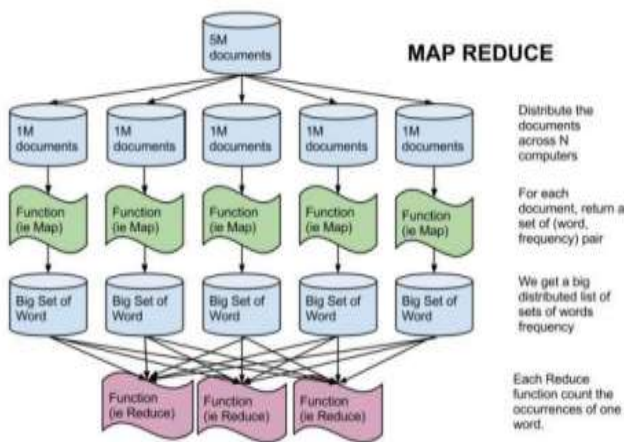 5M
documents
MAP REDUCE
1M
documents
1M
documents
1M
documents
1M
documents
1M
documents
Distribute the
documents
across N
computers
Function
(ie Map)
Function
(ie Map)
Function
(ie Map)
Function
(ie Map)
Function
(ie Map)
For each
document, return a
set of (word,
frequency) pair
Big Set of
Word
Big Set of
Word
Big Set of
Word
Big Set of
Word
Big Set of
Word
We get a big
distributed list of
sets of words
frequency
Function
(ie Reduce)
Function
(ie Reduce)
Function
(ie Reduce)
Each Reduce
function count the
occurrences of one
word.